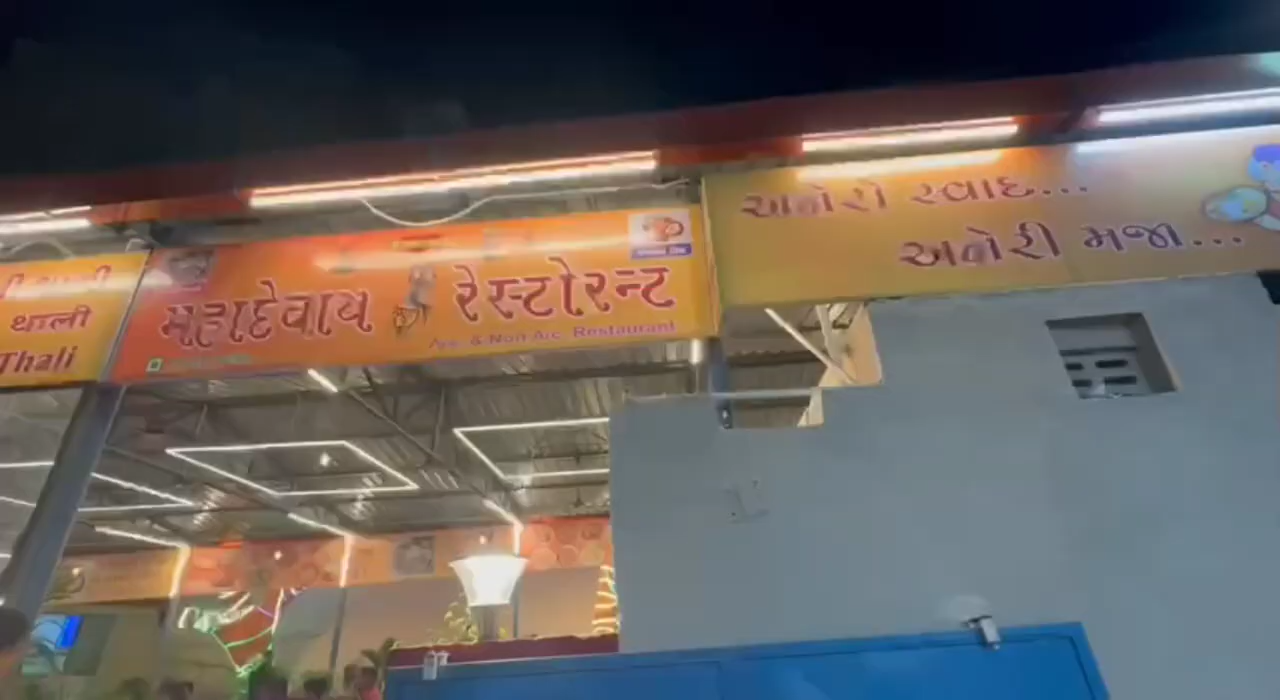 થાળી
Thali
મહાદેવાય રેસ્ટોરન્ટ
A/c. & Non A/c. Restaurant
અનેરો સ્વાદ...
અનેરી મજા...